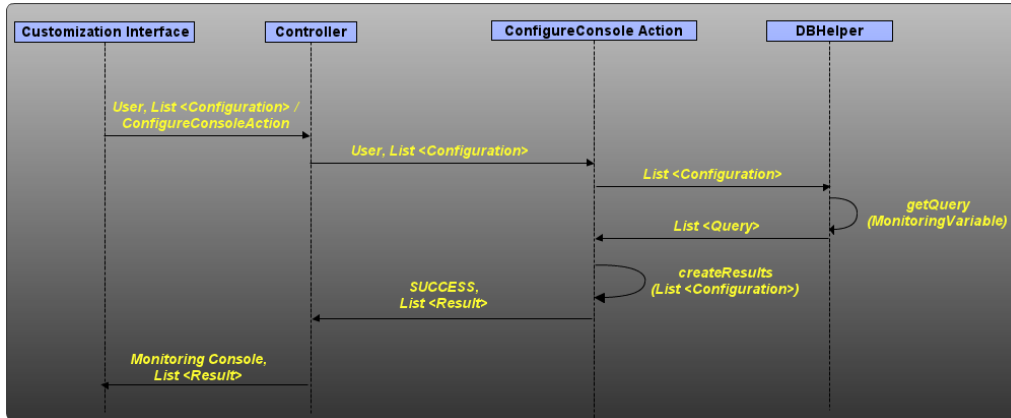 Customization Interface
Controller
ConfigureConsole Action
DBHelper
User, List <Configuration> /
ConfigureConsoleAction
User, List <Configuration>
List <Configuration>
getQuery
(MonitoringVariable)
List <Query>
createResults
(List <Configuration>)
SUCCESS,
List <Result>
Monitoring Console,
List <Result>